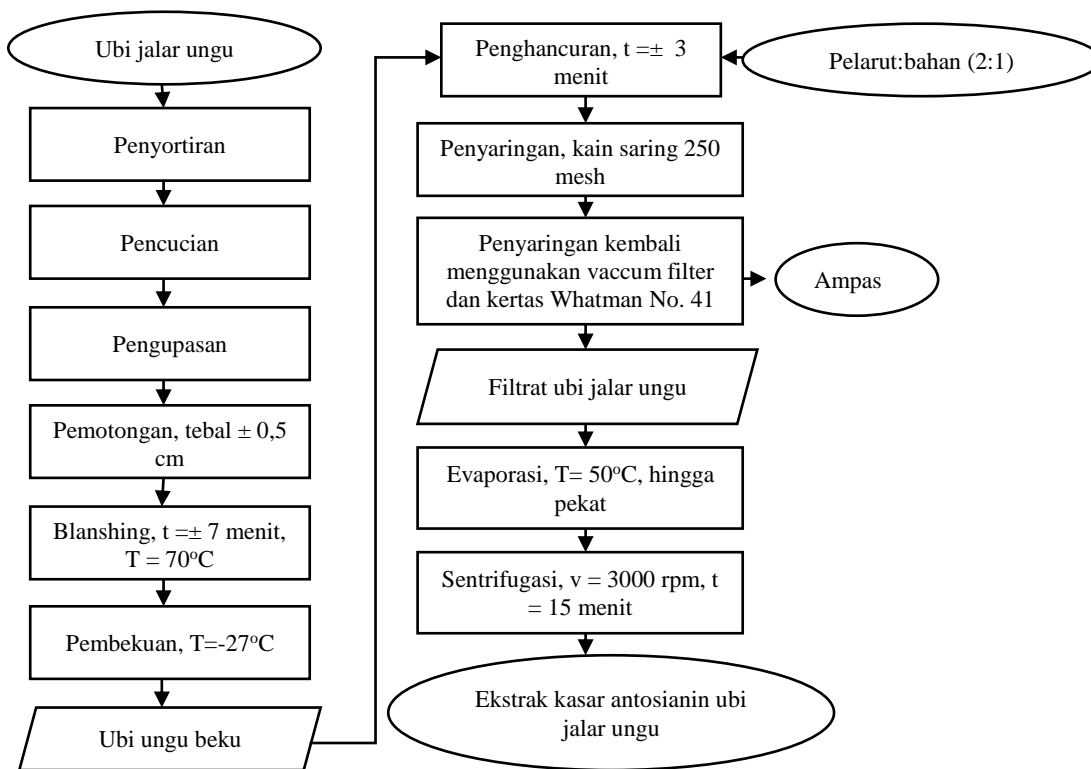 Ubi jalar ungu
Penyortiran
Pencucian
Pengupasan
Pemotongan, tebal ± 0,5
cm
Blanshing, t =± 7 menit,
T = 70°C
Pembekuan, T=-27°C
Ubi ungu beku
Penghancuran, t =± 3
menit
Pelarut:bahan (2:1)
Penyaringan, kain saring 250
mesh
Penyaringan kembali
menggunakan vaccum filter
dan kertas Whatman No. 41
Ampas
Filtrat ubi jalar ungu
Evaporasi, T= 50°C, hingga
pekat
Sentrifugasi, v = 3000 rpm, t
= 15 menit
Ekstrak kasar antosianin ubi
jalar ungu